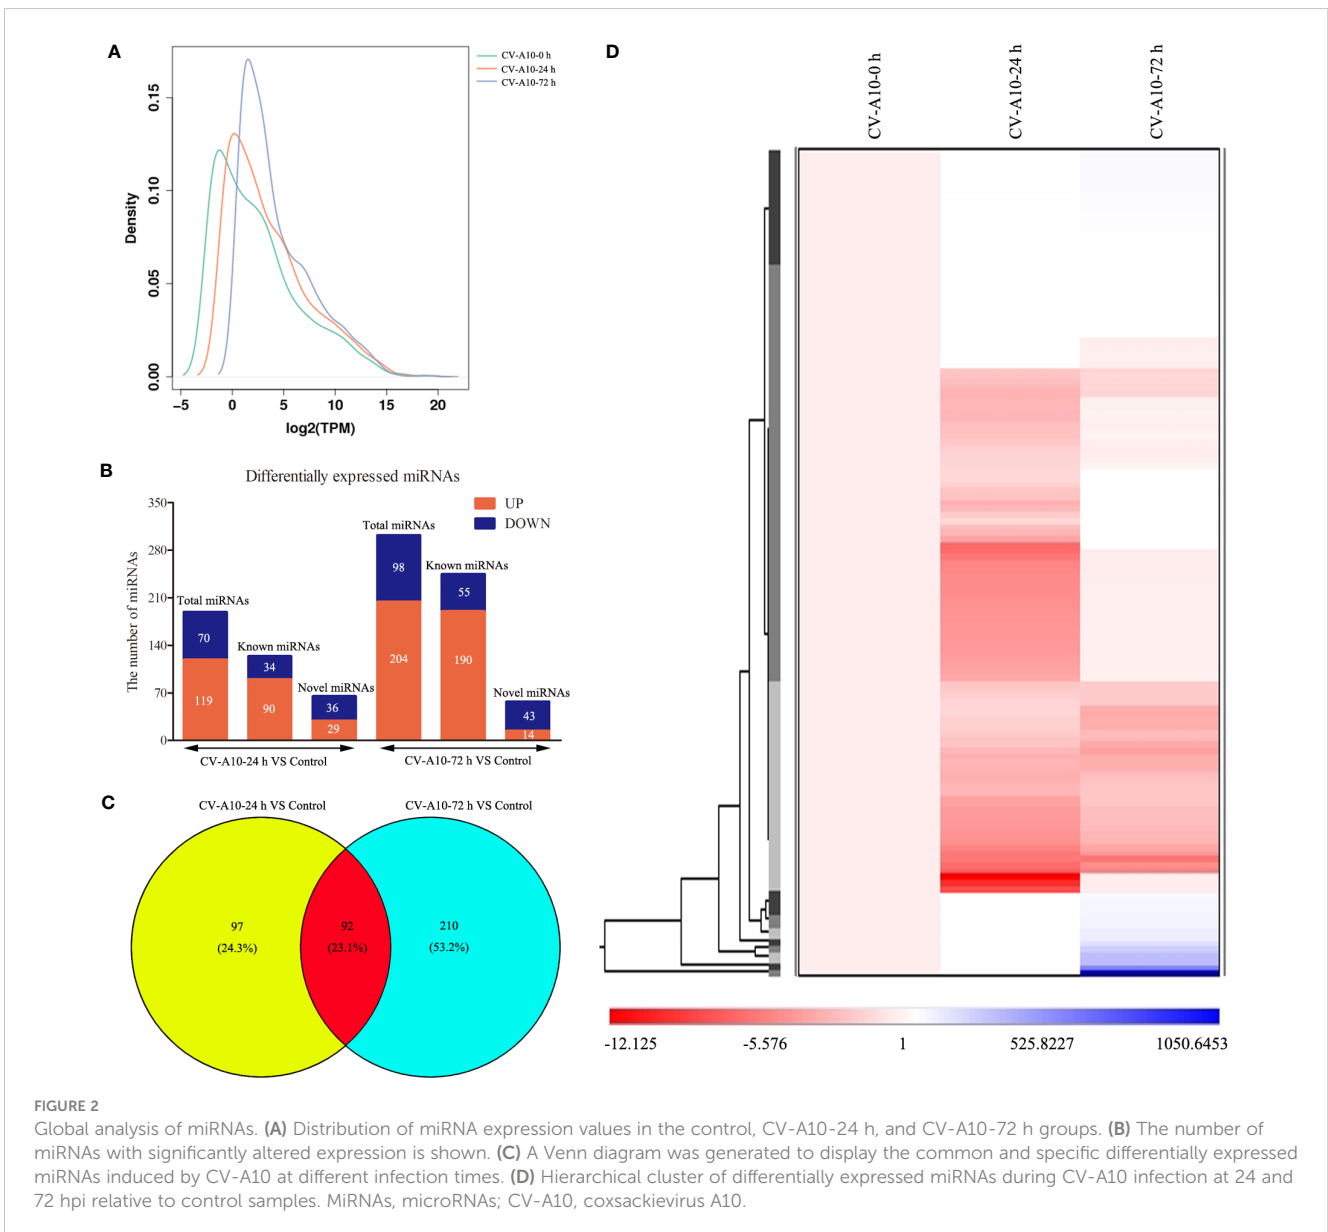 A
CV-A10-0 h
CV-A10-24 h
CV-A10-72 h
0.15
0.10
0.05
0.00
Density
−5
0
5
10
15
20
log2(TPM)
B
Differentially expressed miRNAs
UP
DOWN
350
280
210
140
70
0
The number of miRNAs
Total miRNAs
70
119
Known miRNAs
34
90
Novel miRNAs
36
29
Total miRNAs
98
204
Known miRNAs
55
190
Novel miRNAs
43
14
CV-A10-24 h VS Control
CV-A10-72 h VS Control
C
CV-A10-24 h VS Control
CV-A10-72 h VS Control
97
(24.3%)
92
(23.1%)
210
(53.2%)
D
CV-A10-0 h
CV-A10-24 h
CV-A10-72 h
-12.125
-5.576
1
525.8227
1050.6453
FIGURE 2
Global analysis of miRNAs. (A) Distribution of miRNA expression values in the control, CV-A10-24 h, and CV-A10-72 h groups. (B) The number of
miRNAs with significantly altered expression is shown. (C) A Venn diagram was generated to display the common and specific differentially expressed
miRNAs induced by CV-A10 at different infection times. (D) Hierarchical cluster of differentially expressed miRNAs during CV-A10 infection at 24 and
72 hpi relative to control samples. MiRNAs, microRNAs; CV-A10, coxsackievirus A10.